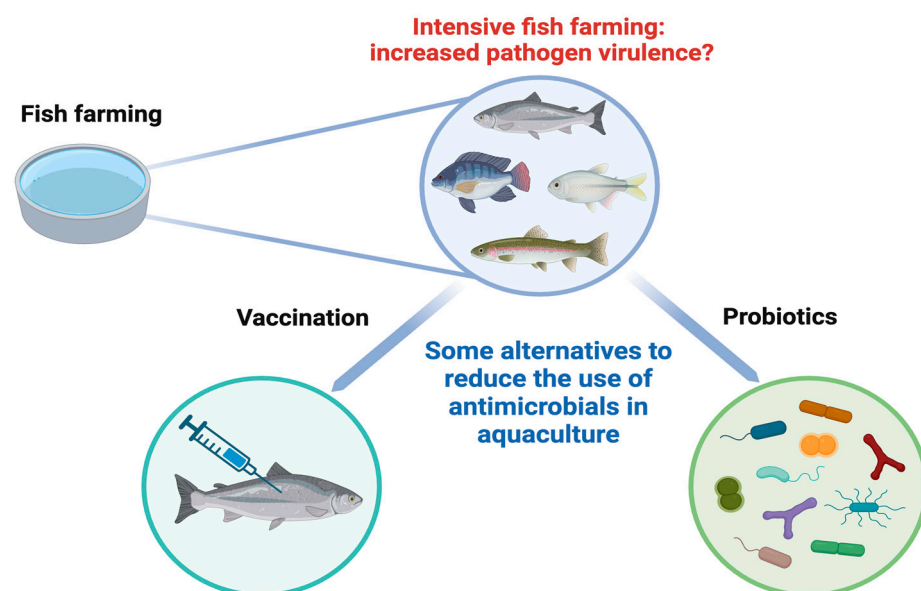 Intensive fish farming:
increased pathogen virulence?
Fish farming
Vaccination
Probiotics
Some alternatives to
reduce the use of
antimicrobials in
aquaculture